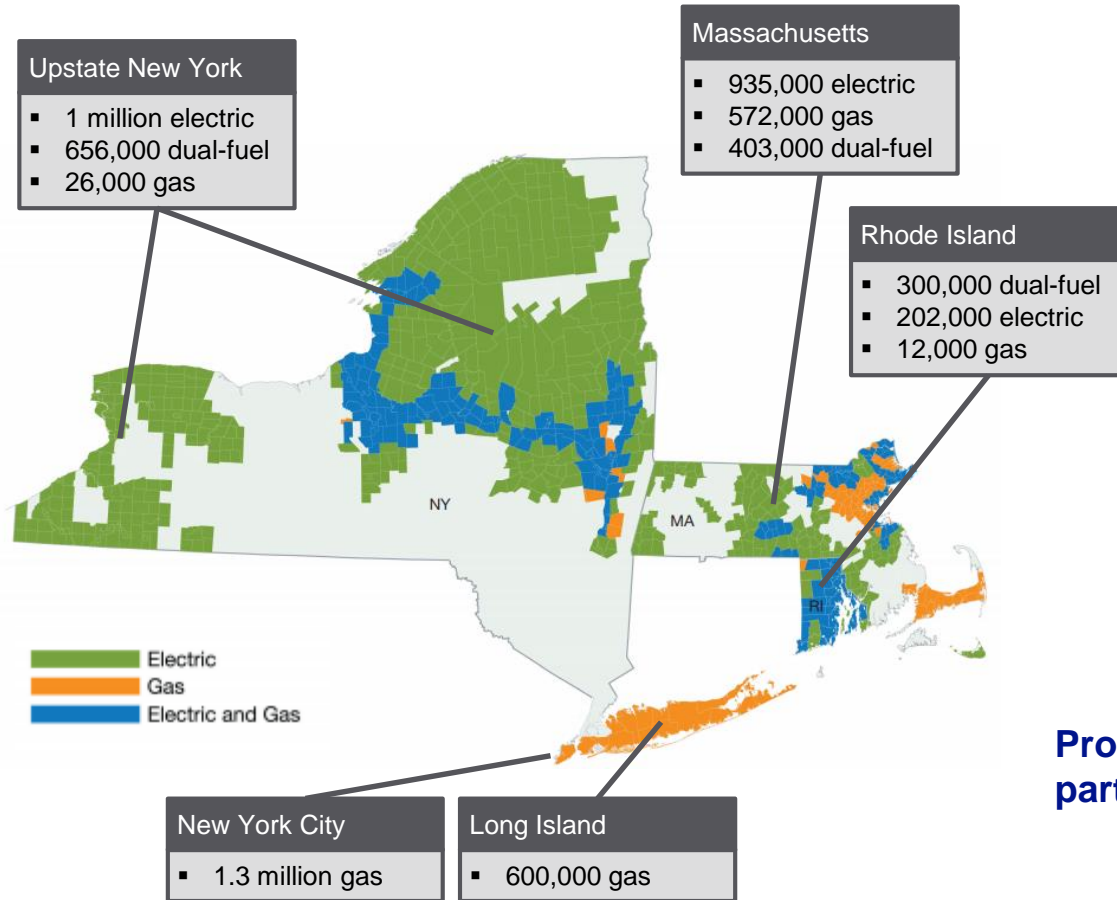 Upstate New York
▪ 1 million electric
▪ 656,000 dual-fuel
▪ 26,000 gas
Massachusetts
▪ 935,000 electric
▪ 572,000 gas
▪ 403,000 dual-fuel
Rhode Island
▪ 300,000 dual-fuel
▪ 202,000 electric
▪ 12,000 gas
NY
MA
RI
Electric
Gas
Electric and Gas
Pro
part
New York City
▪ 1.3 million gas
Long Island
▪ 600,000 gas